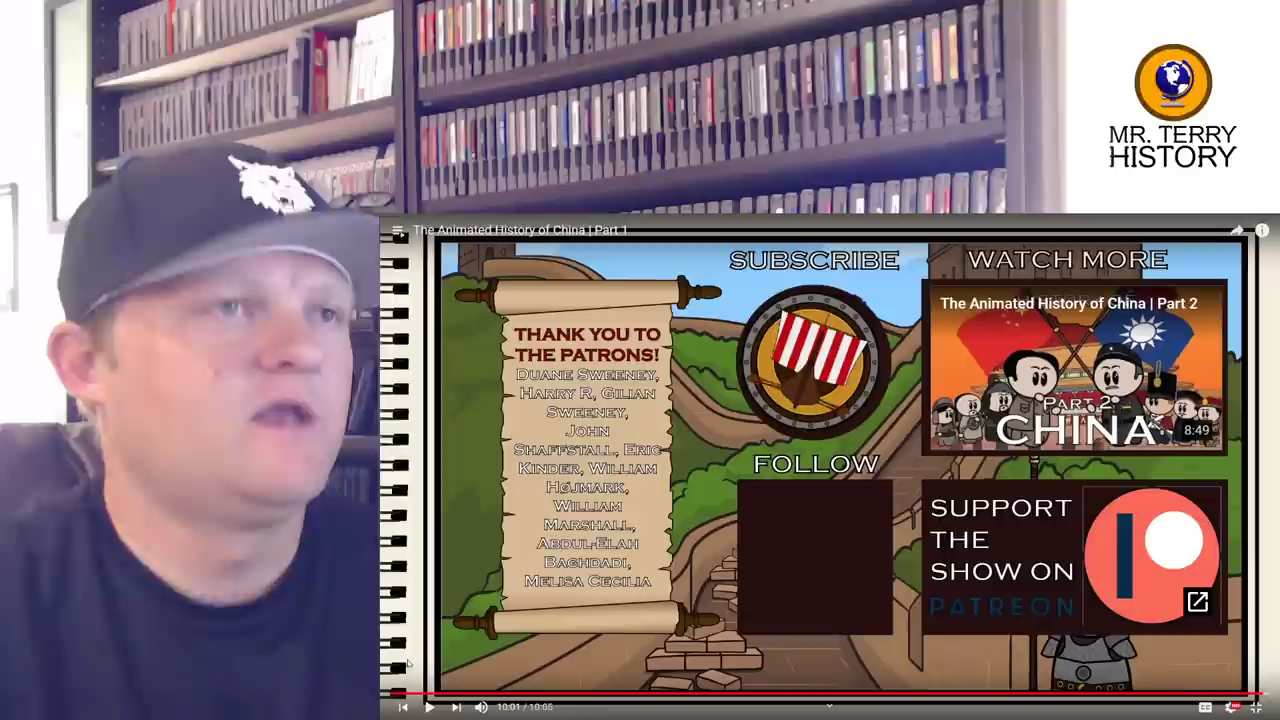 MR. TERRY
HISTORY
The Animated History of China | Part 1
SUBSCRIBE
WATCH MORE
THANK YOU TO
THE PATRONS!
DUANE SWEENEY,
HARRY R, GILIAN
SWEENEY,
JOHN
SHAFFSTALL, ERIC
KINDER, WILLIAM
HØJMARK,
WILLIAM
MARSHALL,
ABDUL-ELAH
BAGHDADI,
MELISA CECILIA
The Animated History of China | Part 2
PART 2
CHINA
8:49
FOLLOW
SUPPORT
THE
SHOW ON
PATREON
10:01 / 10:05
CC
HD